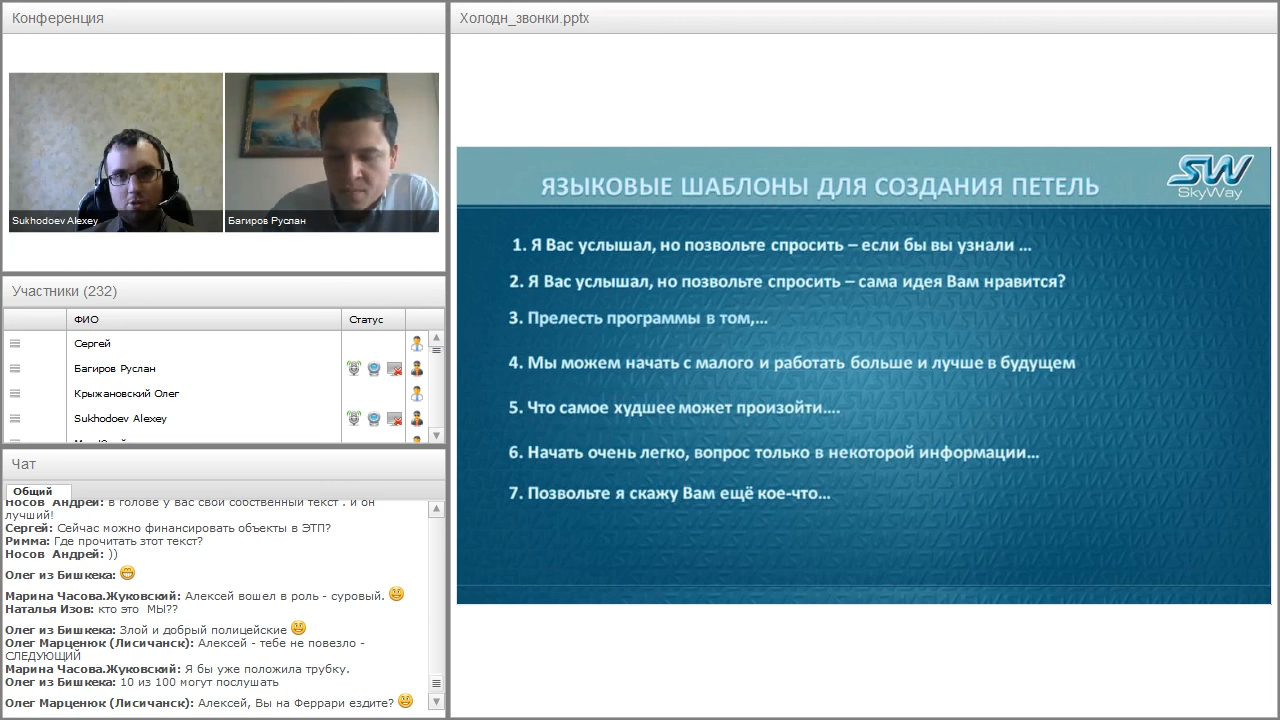 Конференция
Sukhodoev Alexey
Багиров Руслан
Участники (232)
ФИО
Статус
Сергей
Багиров Руслан
Крыжановский Олег
Sukhodoev Alexey
Чат
Общий
Носов Андрей: в голове у вас свой собственный текст . и он
лучший!
Сергей: Сейчас можно финансировать объекты в ЭТП?
Римма: Где прочитать этот текст?
Носов Андрей: ))
Олег из Бишкека:
Марина Часова.Жуковский: Алексей вошел в роль - суровый.
Наталья Изов: кто это МЫ??
Олег из Бишкека: Злой и добрый полицейские
Олег Марценюк (Лисичанск): Алексей - тебе не повезло -
СЛЕДУЮЩИЙ
Марина Часова.Жуковский: Я бы уже положила трубку.
Олег из Бишкека: 10 из 100 могут послушать
Олег Марценюк (Лисичанск): Алексей, Вы на Феррари ездите?
Холодн_звонки.pptx
ЯЗЫКОВЫЕ ШАБЛОНЫ ДЛЯ СОЗДАНИЯ ПЕТЕЛЬ
SW
SkyWay
1. Я Вас услышал, но позвольте спросить – если бы вы узнали ...
2. Я Вас услышал, но позвольте спросить – сама идея Вам нравится?
3. Прелесть программы в том,...
4. Мы можем начать с малого и работать больше и лучше в будущем
5. Что самое худшее может произойти....
6. Начать очень легко, вопрос только в некоторой информации...
7. Позвольте я скажу Вам ещё кое-что...